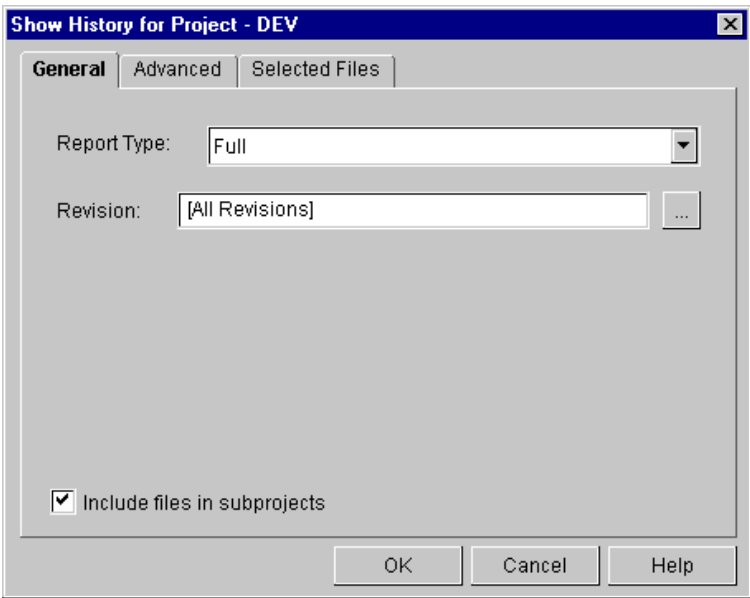 Show History for Project - DEV
General Advanced Selected Files
Report Type: Full
Revision: [All Revisions] ...
Include files in subprojects
OK Cancel Help